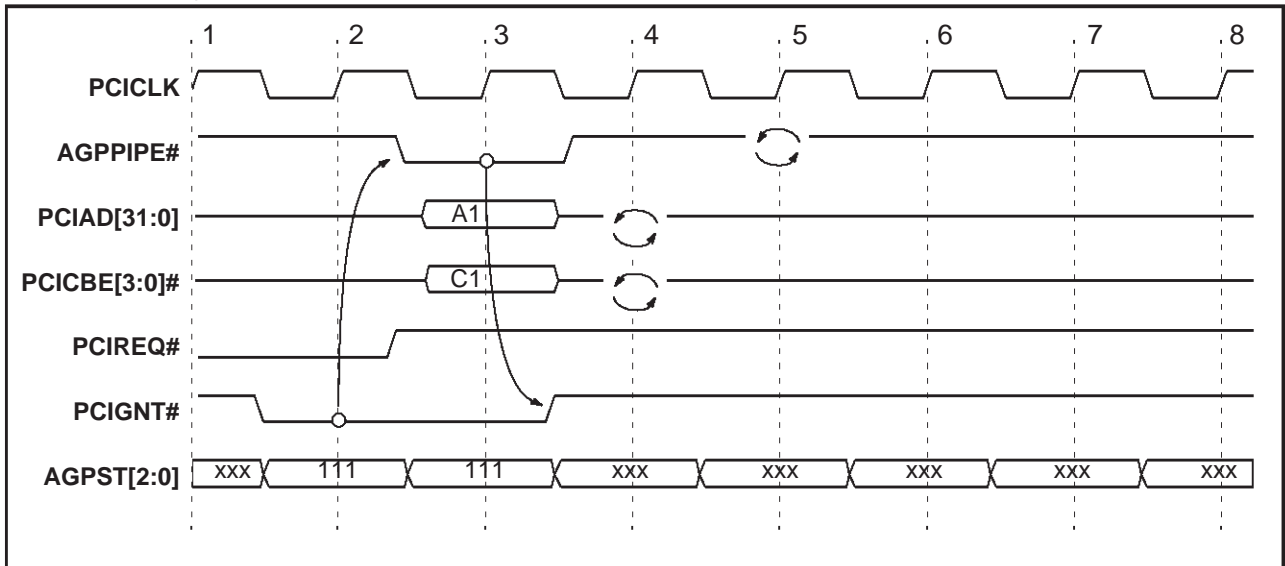 1 2 3 4 5 6 7 8
PCICLK
AGPPIPE#
PCIAD[31:0] A1
PCICBE[3:0]# C1
PCIREQ#
PCIGNT#
AGPST[2:0] xxx 1111 111 xxx xxx xxx xxx xxx